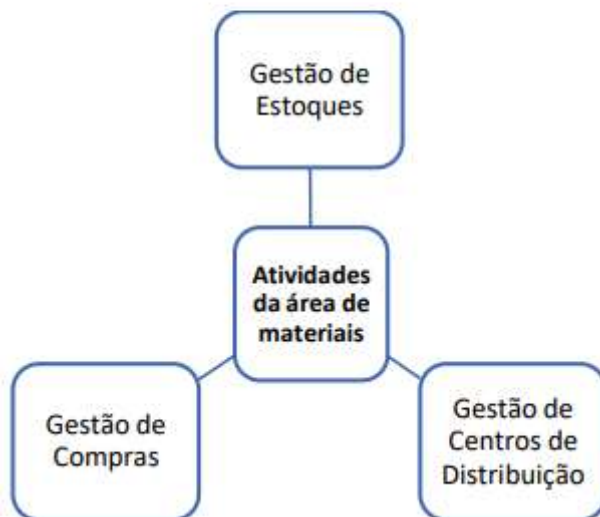 Gestão de
Estoques
Atividades
da área de
materiais
Gestão de
Compras
Gestão de
Centros de
Distribuição